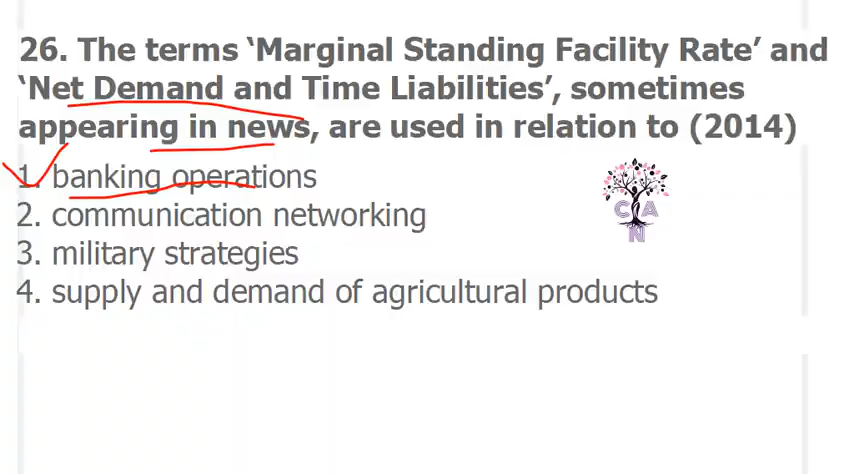 26. The terms ‘Marginal Standing Facility Rate’ and
‘Net Demand and Time Liabilities’, sometimes
appearing in news, are used in relation to (2014)
1. banking operations
2. communication networking
3. military strategies
4. supply and demand of agricultural products
C A
N